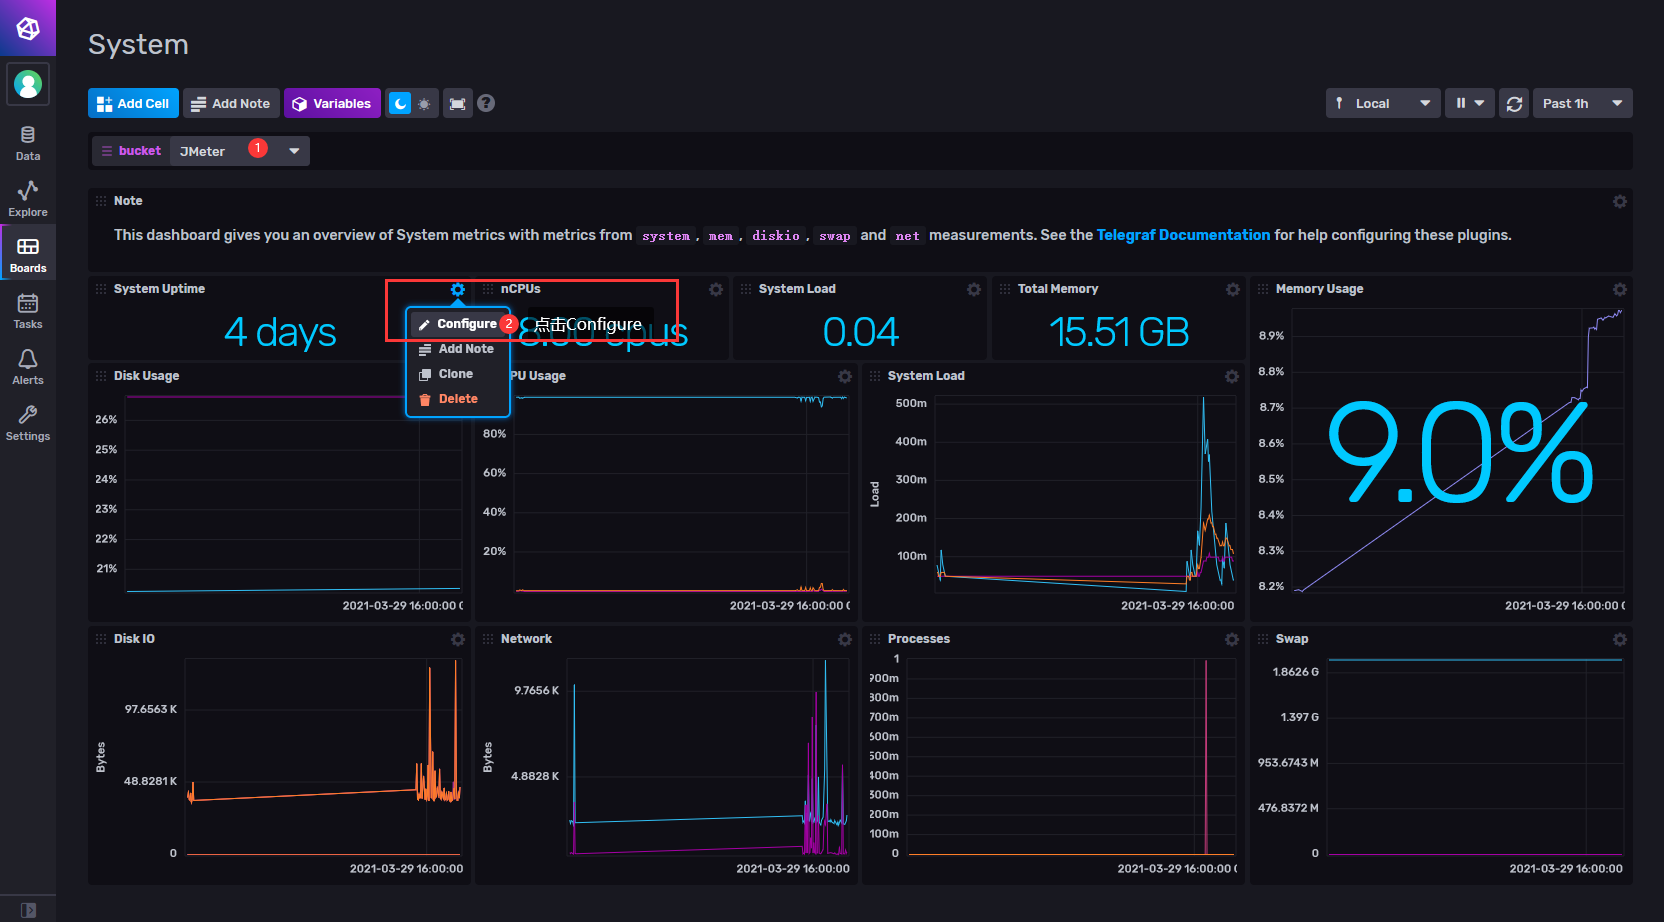 System
Add Cell
Add Note
Variables
?
Local
Past 1h
Data
Explore
Boards
Tasks
Alerts
Settings
bucket
JMeter
1
Note
This dashboard gives you an overview of System metrics with metrics from system, mem, diskio, swap and net measurements. See the Telegraf Documentation for help configuring these plugins.
System Uptime
4 days
Configure
2
点击Configure
Add Note
Clone
Delete
nCPUs
8.00 cpus
System Load
0.04
Total Memory
15.51 GB
Memory Usage
9.0%
8.9%
8.8%
8.7%
8.6%
8.5%
8.4%
8.3%
8.2%
2021-03-29 16:00:00 0
Disk Usage
26%
25%
24%
23%
22%
21%
2021-03-29 16:00:00 0
PU Usage
80%
60%
40%
20%
2021-03-29 16:00:00 0
System Load
Load
500m
400m
300m
200m
100m
2021-03-29 16:00:00
Disk IO
Bytes
97.6563 K
48.8281 K
0
2021-03-29 16:00:00
Network
Bytes
9.7656 K
4.8828 K
2021-03-29 16:00:00
Processes
1
900m
800m
700m
600m
500m
400m
300m
200m
100m
0
2021-03-29 16:00:00 0
Swap
1.8626 G
1.397 G
953.6743 M
476.8372 M
0
2021-03-29 16:00:00